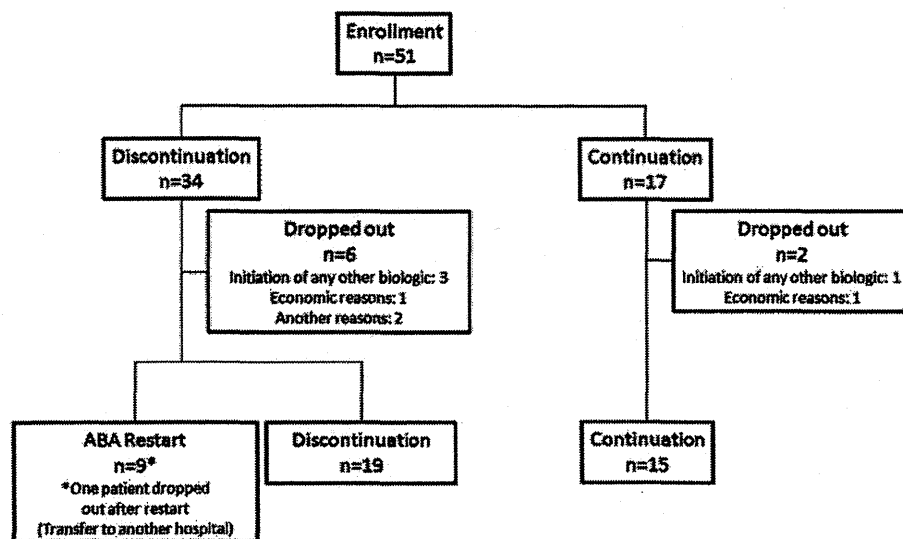 Enrollment
n=51
Discontinuation
n=34
Continuation
n=17
Dropped out
n=6
Initiation of any other biologic: 3
Economic reasons: 1
Another reasons: 2
Dropped out
n=2
Initiation of any other biologic: 1
Economic reasons: 1
ABA Restart
n=9*
*One patient dropped
out after restart
(Transfer to another hospital)
Discontinuation
n=19
Continuation
n=15